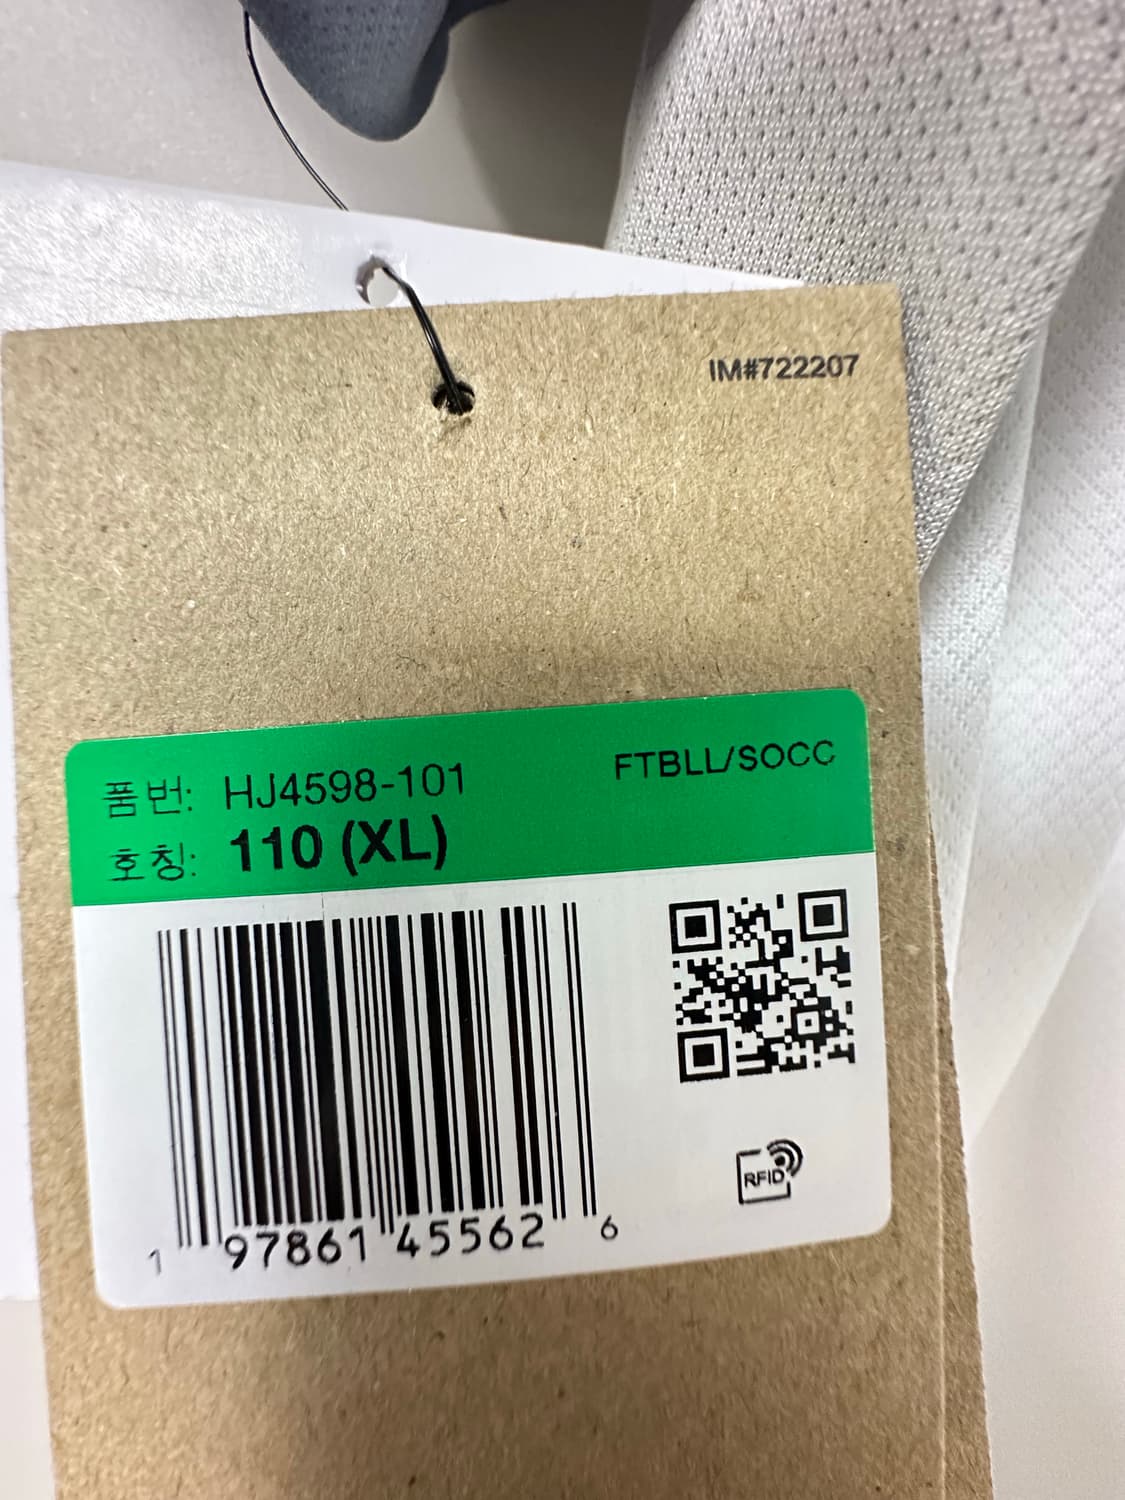 IM#722207
품번: HJ4598-101
FTBLL/SOCC
호칭: 110 (XL)
1 97861 45562 6
RFID